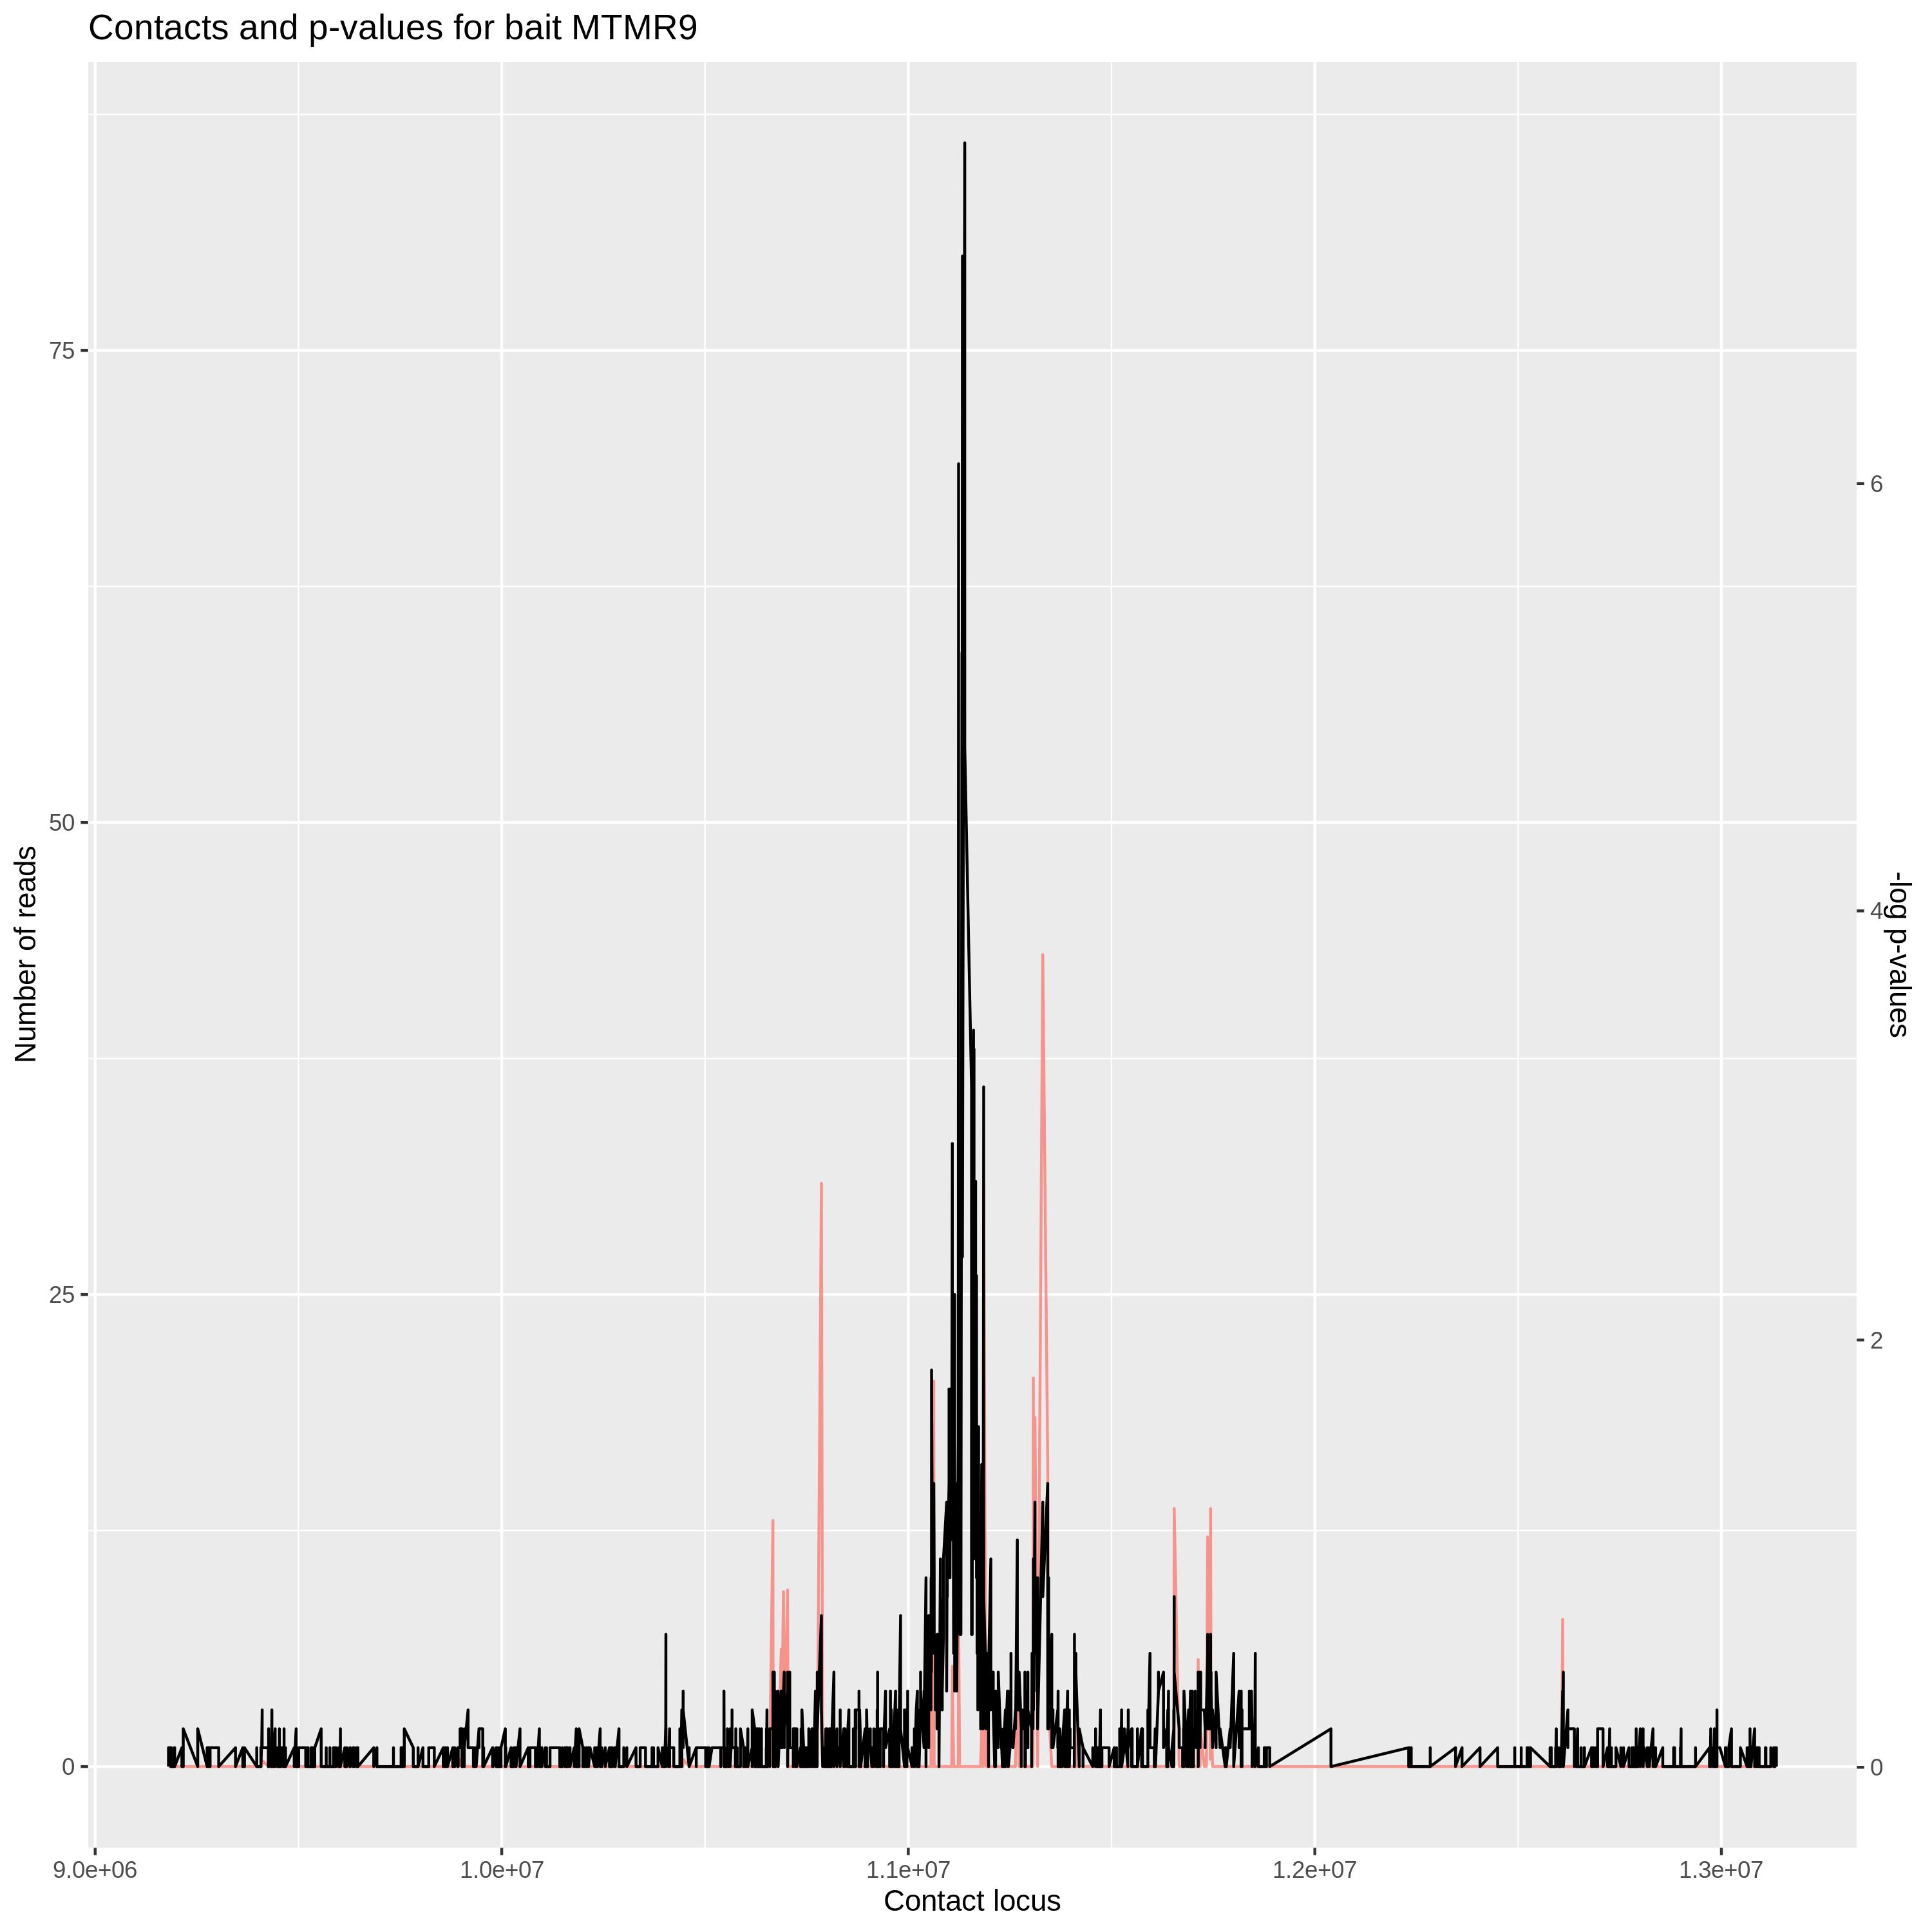 Contacts and p-values for bait MTMR9
75
50
25
0
Number of reads
6
4
2
0
-log p-values
9.0e+06
1.0e+07
1.1e+07
1.2e+07
1.3e+07
Contact locus